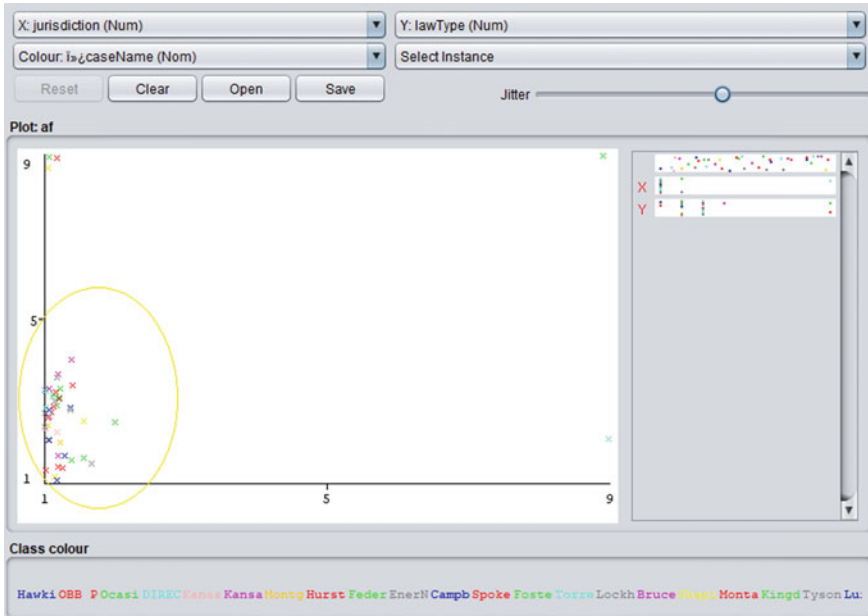 X: jurisdiction (Num)
Y: lawType (Num)
Colour: ï»¿caseName (Nom)
Select Instance
Reset
Clear
Open
Save
Jitter
Plot: af
9
5
1
1
5
9
X
Y
Class colour
Hawki OBB P Ocasi DIREC Kansa Kansa Montg Hurst Feder EnerN Campb Spoke Foste Torre Lockh Bruce Monta Kingd Tyson Lu.